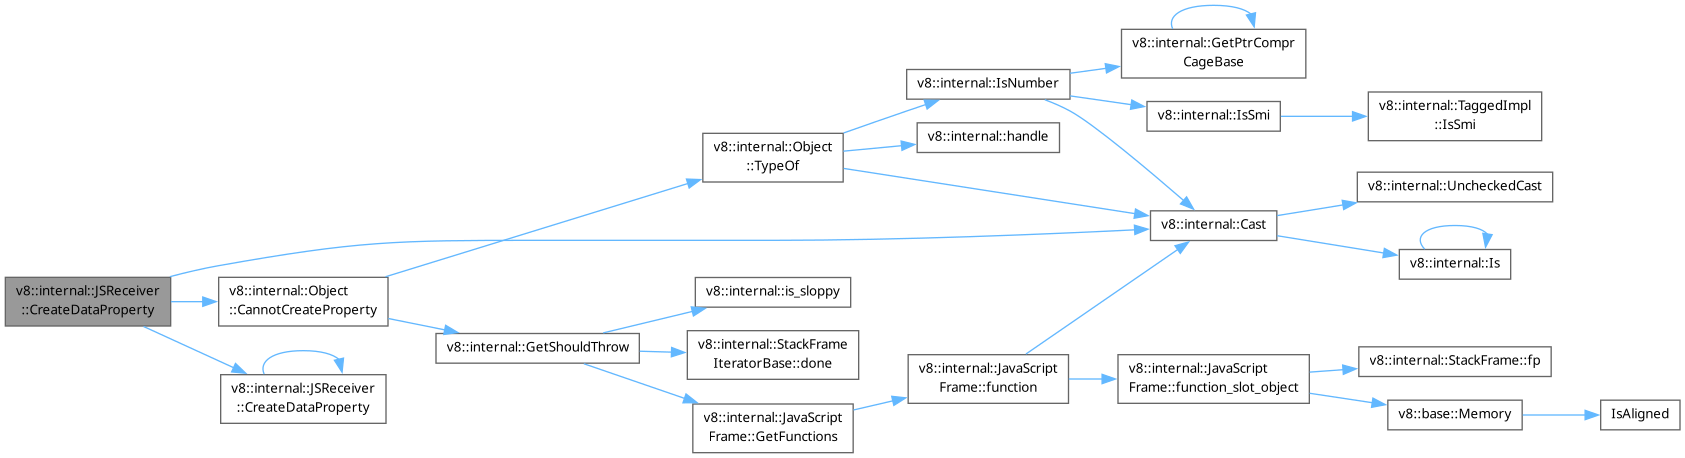 v8::internal::JSReceiver
::CreateDataProperty
v8::internal::Object
::CannotCreateProperty
v8::internal::JSReceiver
::CreateDataProperty
v8::internal::GetShouldThrow
v8::internal::Object
::TypeOf
v8::internal::is_sloppy
v8::internal::StackFrame
IteratorBase::done
v8::internal::JavaScript
Frame::GetFunctions
v8::internal::IsNumber
v8::internal::handle
v8::internal::JavaScript
Frame::function
v8::internal::GetPtrCompr
CageBase
v8::internal::IsSmi
v8::internal::Cast
v8::internal::JavaScript
Frame::function_slot_object
v8::internal::TaggedImpl
::IsSmi
v8::internal::UncheckedCast
v8::internal::Is
v8::internal::StackFrame::fp
v8::base::Memory
IsAligned